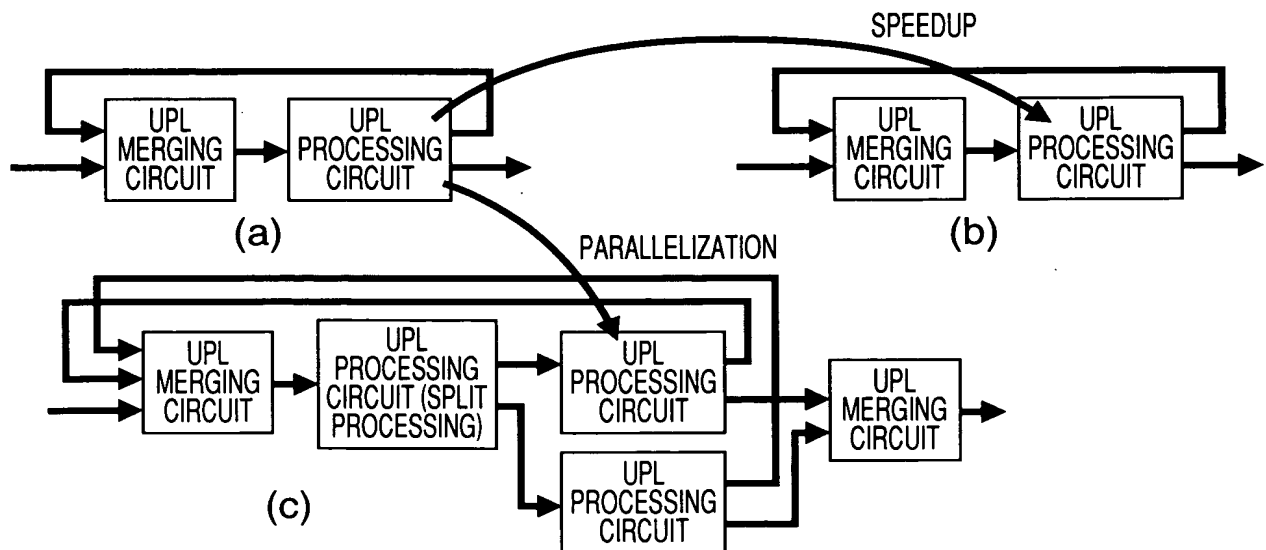 SPEEDUP
UPL
MERGING
CIRCUIT
UPL
PROCESSING
CIRCUIT
(a)
UPL
MERGING
CIRCUIT
UPL
PROCESSING
CIRCUIT
(b)
PARALLELIZATION
UPL
MERGING
CIRCUIT
UPL
PROCESSING
CIRCUIT (SPLIT
PROCESSING)
UPL
PROCESSING
CIRCUIT
UPL
PROCESSING
CIRCUIT
UPL
MERGING
CIRCUIT
(c)